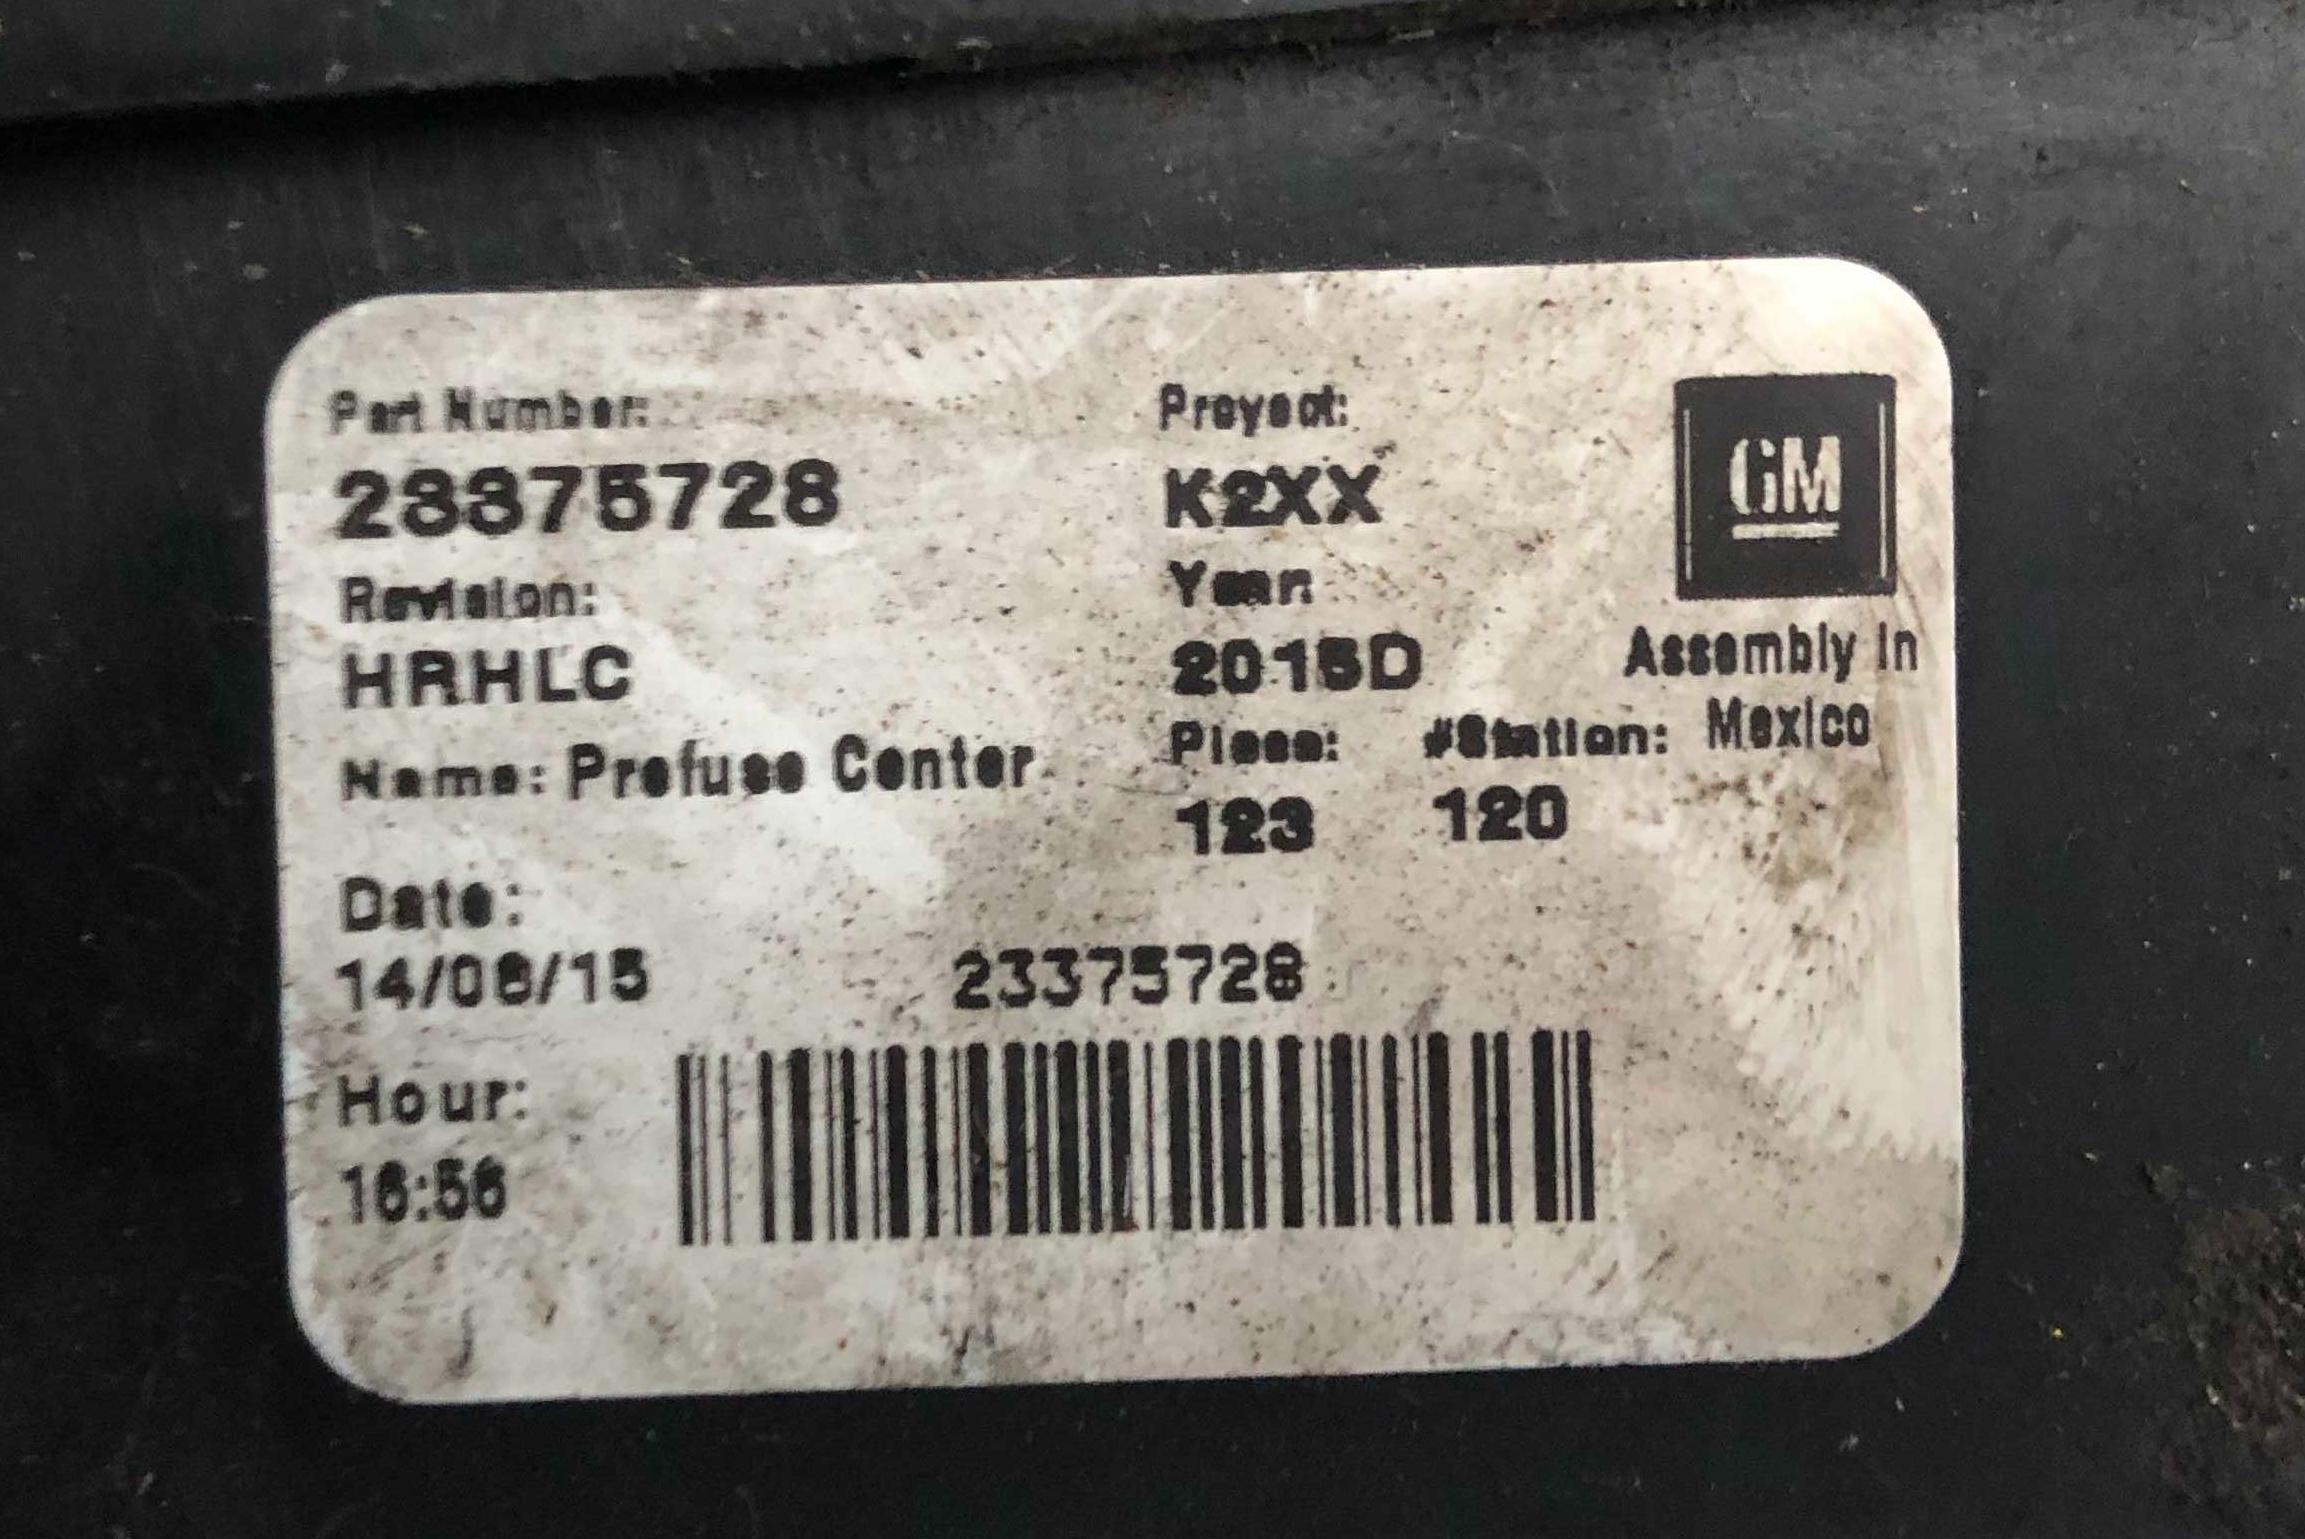 Part Number:
23375728
Revision:
HRHLC
Name: Prefuse Center
Date:
14/08/15
Hour:
16:56
Proyect:
K2XX
Year:
2015D
Piese: #Station:
123 120
GM
Assembly In
Mexico
23375728